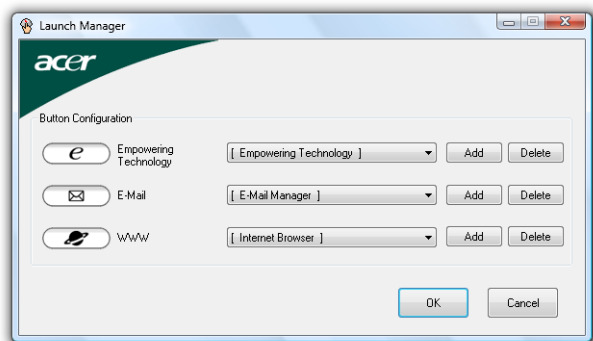 Launch Manager
acer
Button Configuration
e Empowering Technology [ Empowering Technology ] Add Delete
E-Mail [ E-Mail Manager ] Add Delete
WWW [ Internet Browser ] Add Delete
OK Cancel